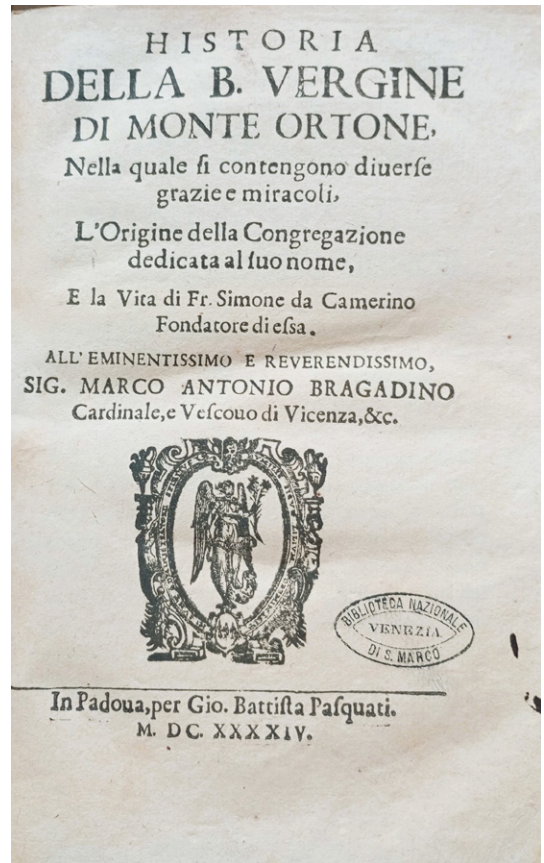 HISTORIA
DELLA B. VERGINE
DI MONTE ORTONE,
Nella quale ſi contengono diuerſe
grazie e miracoli,
L'Origine della Congregazione
dedicata al ſuo nome,
E la Vita di Fr. Simone da Camerino
Fondatore di eſſa.
ALL' EMINENTISSIMO E REVERENDISSIMO,
SIG. MARCO ANTONIO BRAGADINO
Cardinale, e Veſcouo di Vicenza, &c.
BIBLIOTECA NAZIONALE
VENEZIA
DI S. MARCO
In Padoua, per Gio. Battiſta Paſquati.
M. DC. XXXXIV.